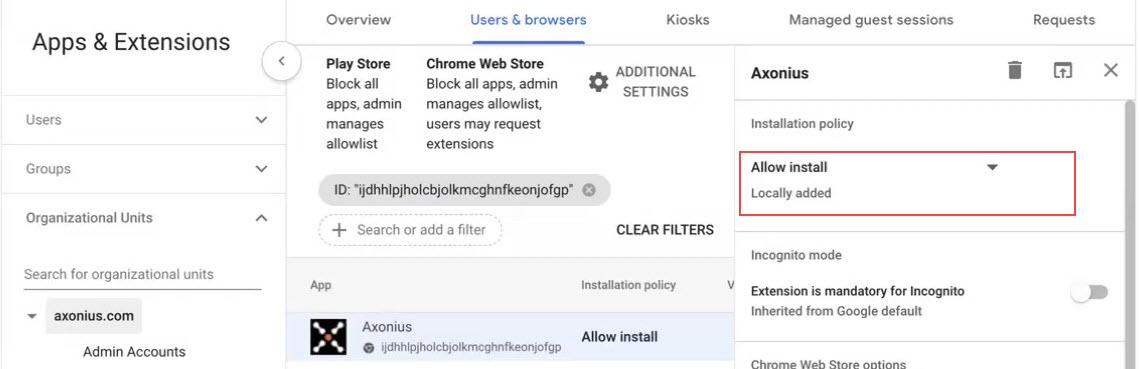 Apps & Extensions
Users
Groups
Organizational Units
Search for organizational units
axonius.com
Admin Accounts
Overview
Users & browsers
Kiosks
Managed guest sessions
Requests
Play Store
Block all
apps, admin
manages
allowlist
Chrome Web Store
Block all apps, admin
manages allowlist,
users may request
extensions
ADDITIONAL
SETTINGS
ID: "ijdhhlpjholcbjolkmcghnfkeonjofgp"
Search or add a filter
CLEAR FILTERS
App
Installation policy
V
Axonius
ijdhhlpjholcbjolkmcghnfkeonjofgp
Allow install
Axonius
Installation policy
Allow install
Locally added
Incognito mode
Extension is mandatory for Incognito
Inherited from Google default
Chrome Web Store options